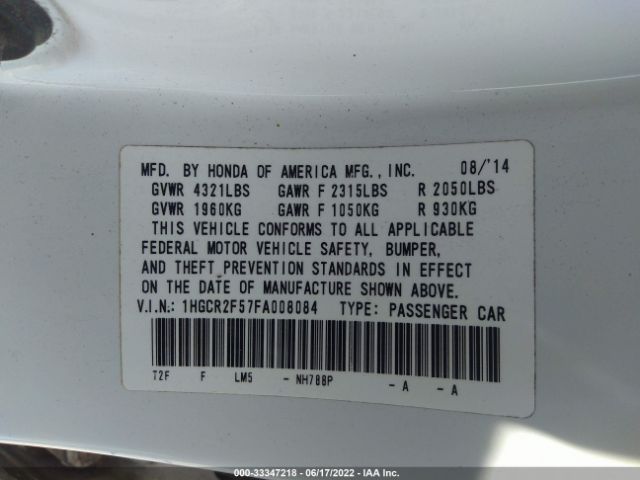 MFD. BY HONDA OF AMERICA MFG., INC. 08/'14
GVWR 4321LBS GAWR F 2315LBS R 2050LBS
GVWR 1960KG GAWR F 1050KG R 930KG
THIS VEHICLE CONFORMS TO ALL APPLICABLE
FEDERAL MOTOR VEHICLE SAFETY, BUMPER,
AND THEFT PREVENTION STANDARDS IN EFFECT
ON THE DATE OF MANUFACTURE SHOWN ABOVE.
V.I.N.: 1HGCR2F57FA008084 TYPE: PASSENGER CAR
T2F F LM5 - NH788P - A - A
000-33347218 - 06/17/2022 - IAA Inc.